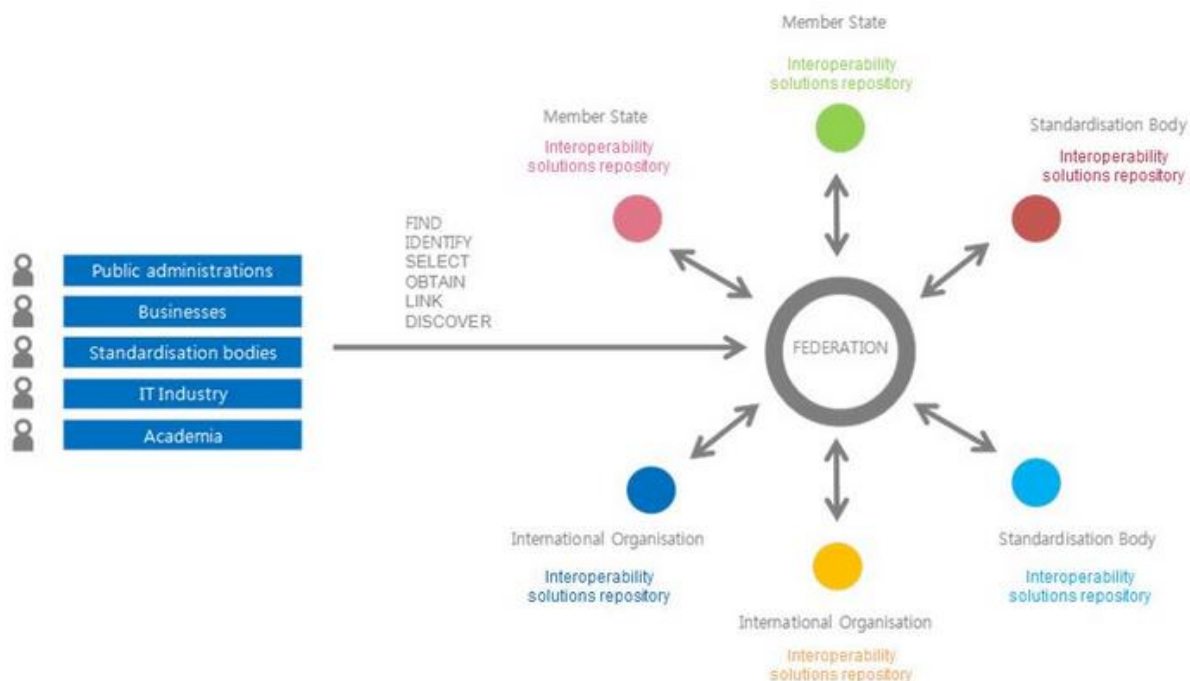 Member State
Interoperability
solutions repository
Member State
Interoperability
solutions repository
Standardisation Body
Interoperability
solutions repository
FIND
IDENTIFY
SELECT
OBTAIN
LINK
DISCOVER
Public administrations
Businesses
Standardisation bodies
IT Industry
Academia
FEDERATION
International Organisation
Interoperability
solutions repository
Standardisation Body
Interoperability
solutions repository
International Organisation
Interoperability
solutions repository